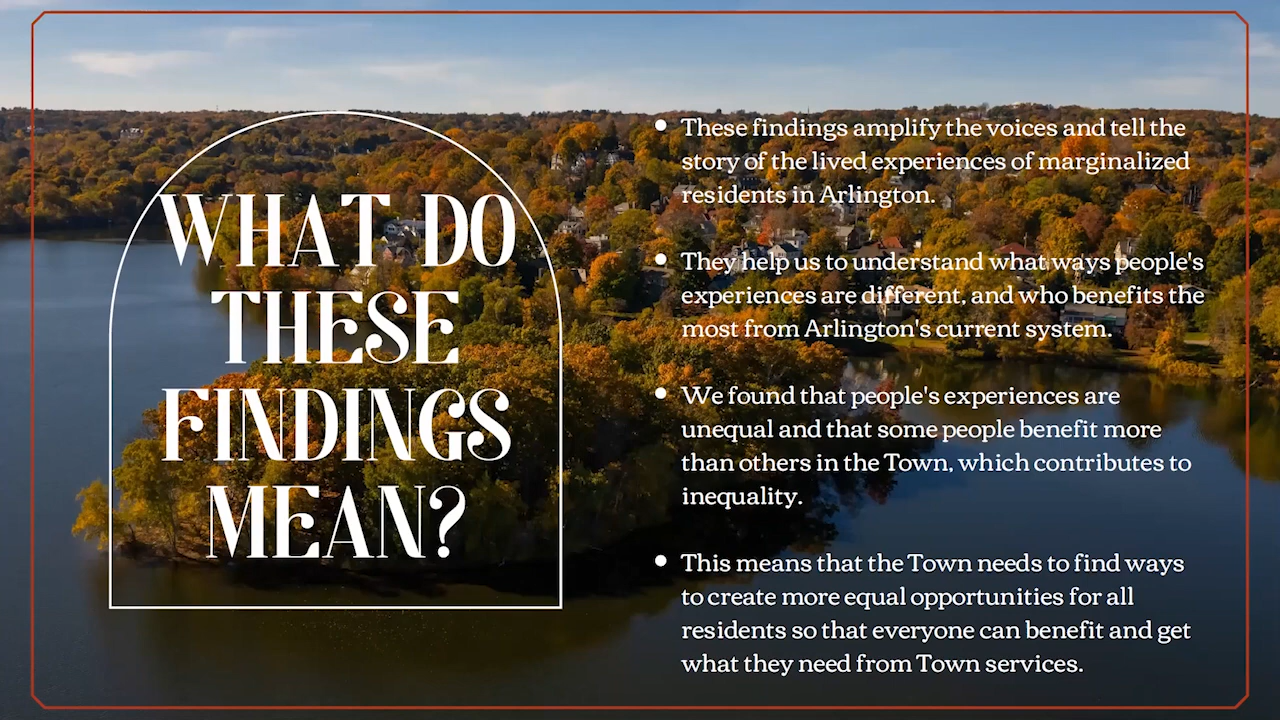 WHAT DO
THESE
FINDINGS
MEAN?
• These findings amplify the voices and tell the
story of the lived experiences of marginalized
residents in Arlington.
• They help us to understand what ways people's
experiences are different, and who benefits the
most from Arlington's current system.
• We found that people's experiences are
unequal and that some people benefit more
than others in the Town, which contributes to
inequality.
• This means that the Town needs to find ways
to create more equal opportunities for all
residents so that everyone can benefit and get
what they need from Town services.